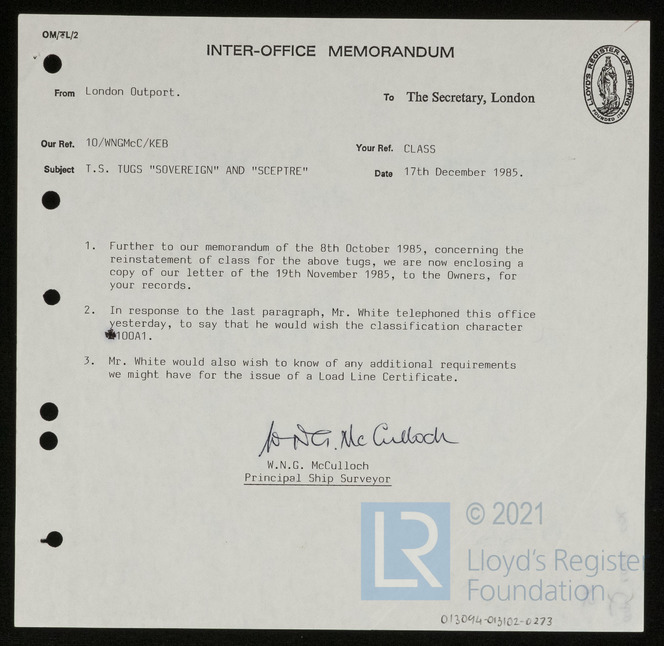 OM/FL/2
INTER-OFFICE MEMORANDUM
LLOYD'S REGISTER OF SHIPPING
FOUNDED 1760
From London Outport.
To The Secretary, London
Our Ref. 10/WNGMcC/KEB
Your Ref. CLASS
Subject T.S. TUGS "SOVEREIGN" AND "SCEPTRE"
Date 17th December 1985.
1. Further to our memorandum of the 8th October 1985, concerning the
reinstatement of class for the above tugs, we are now enclosing a
copy of our letter of the 19th November 1985, to the Owners, for
your records.
2. In response to the last paragraph, Mr. White telephoned this office
yesterday, to say that he would wish the classification character
✠100A1.
3. Mr. White would also wish to know of any additional requirements
we might have for the issue of a Load Line Certificate.
W.N.G. McCulloch
W.N.G. McCulloch
Principal Ship Surveyor
LR
© 2021
Lloyd's Register
Foundation
013094-013102-0273